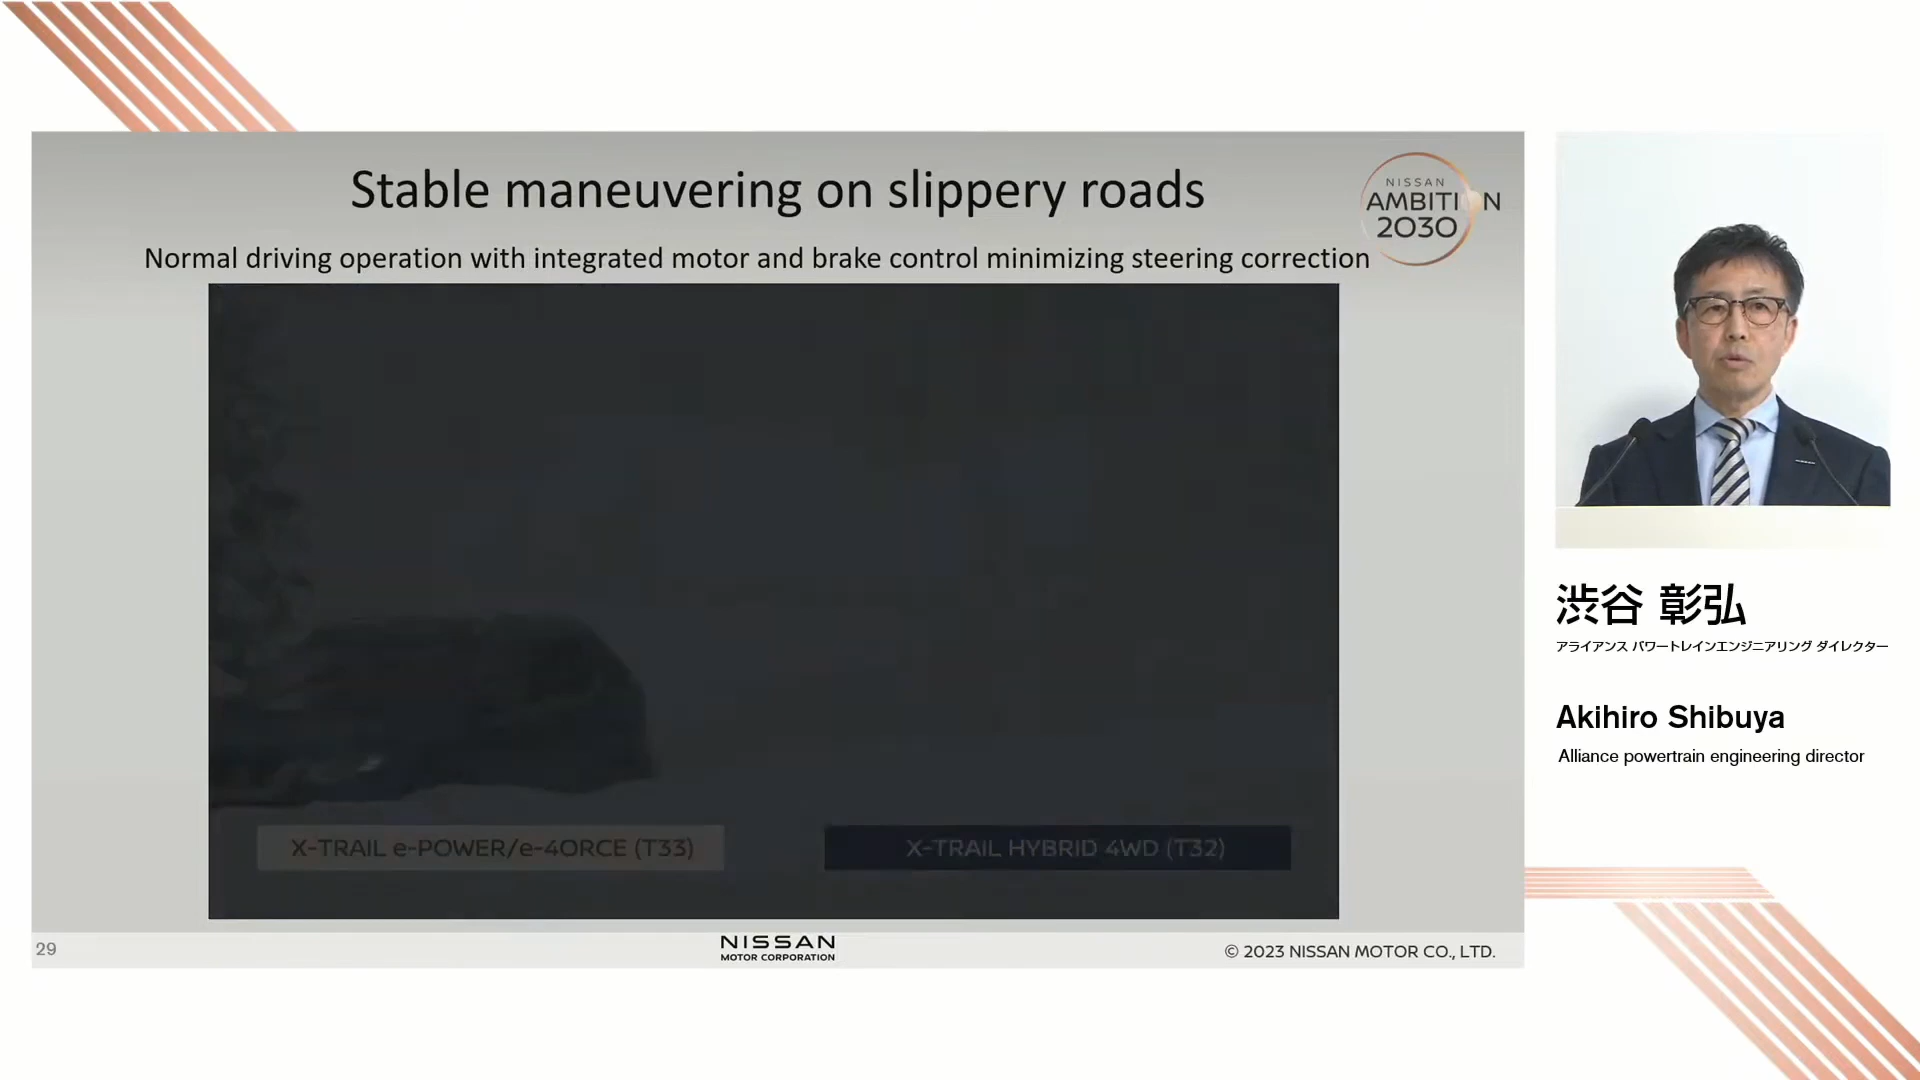 Stable maneuvering on slippery roads
NISSAN
AMBITION
2030
Normal driving operation with integrated motor and brake control minimizing steering correction
X-TRAIL e-POWER/e-4ORCE (T33)
X-TRAIL HYBRID 4WD (T32)
29
NISSAN
MOTOR CORPORATION
© 2023 NISSAN MOTOR CO., LTD.
渋谷 彰弘
アライアンス パワートレインエンジニアリング ダイレクター
Akihiro Shibuya
Alliance powertrain engineering director